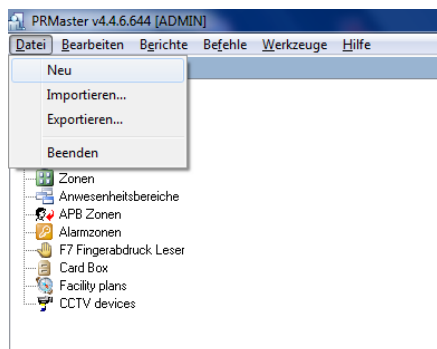 PRMaster v4.4.6.644 [ADMIN]
Datei Bearbeiten Berichte Befehle Werkzeuge Hilfe
Neu
Importieren...
Exportieren...
Beenden
Zonen
Anwesenheitsbereiche
APB Zonen
Alarmzonen
F7 Fingerabdruck Leser
Card Box
Facility plans
CCTV devices